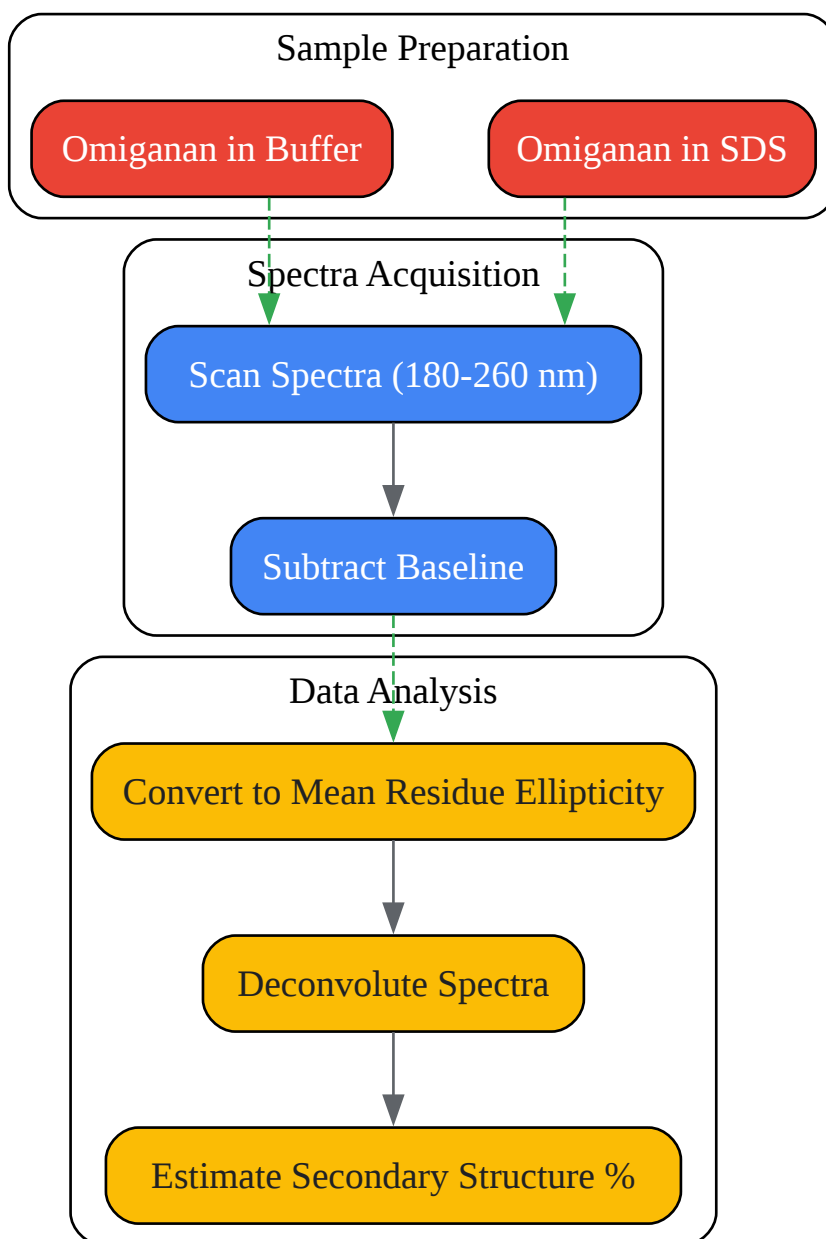 Sample Preparation
Omiganan in Buffer
Omiganan in SDS
Spectra Acquisition
Scan Spectra (180-260 nm)
Subtract Baseline
Data Analysis
Convert to Mean Residue Ellipticity
Deconvolute Spectra
Estimate Secondary Structure %